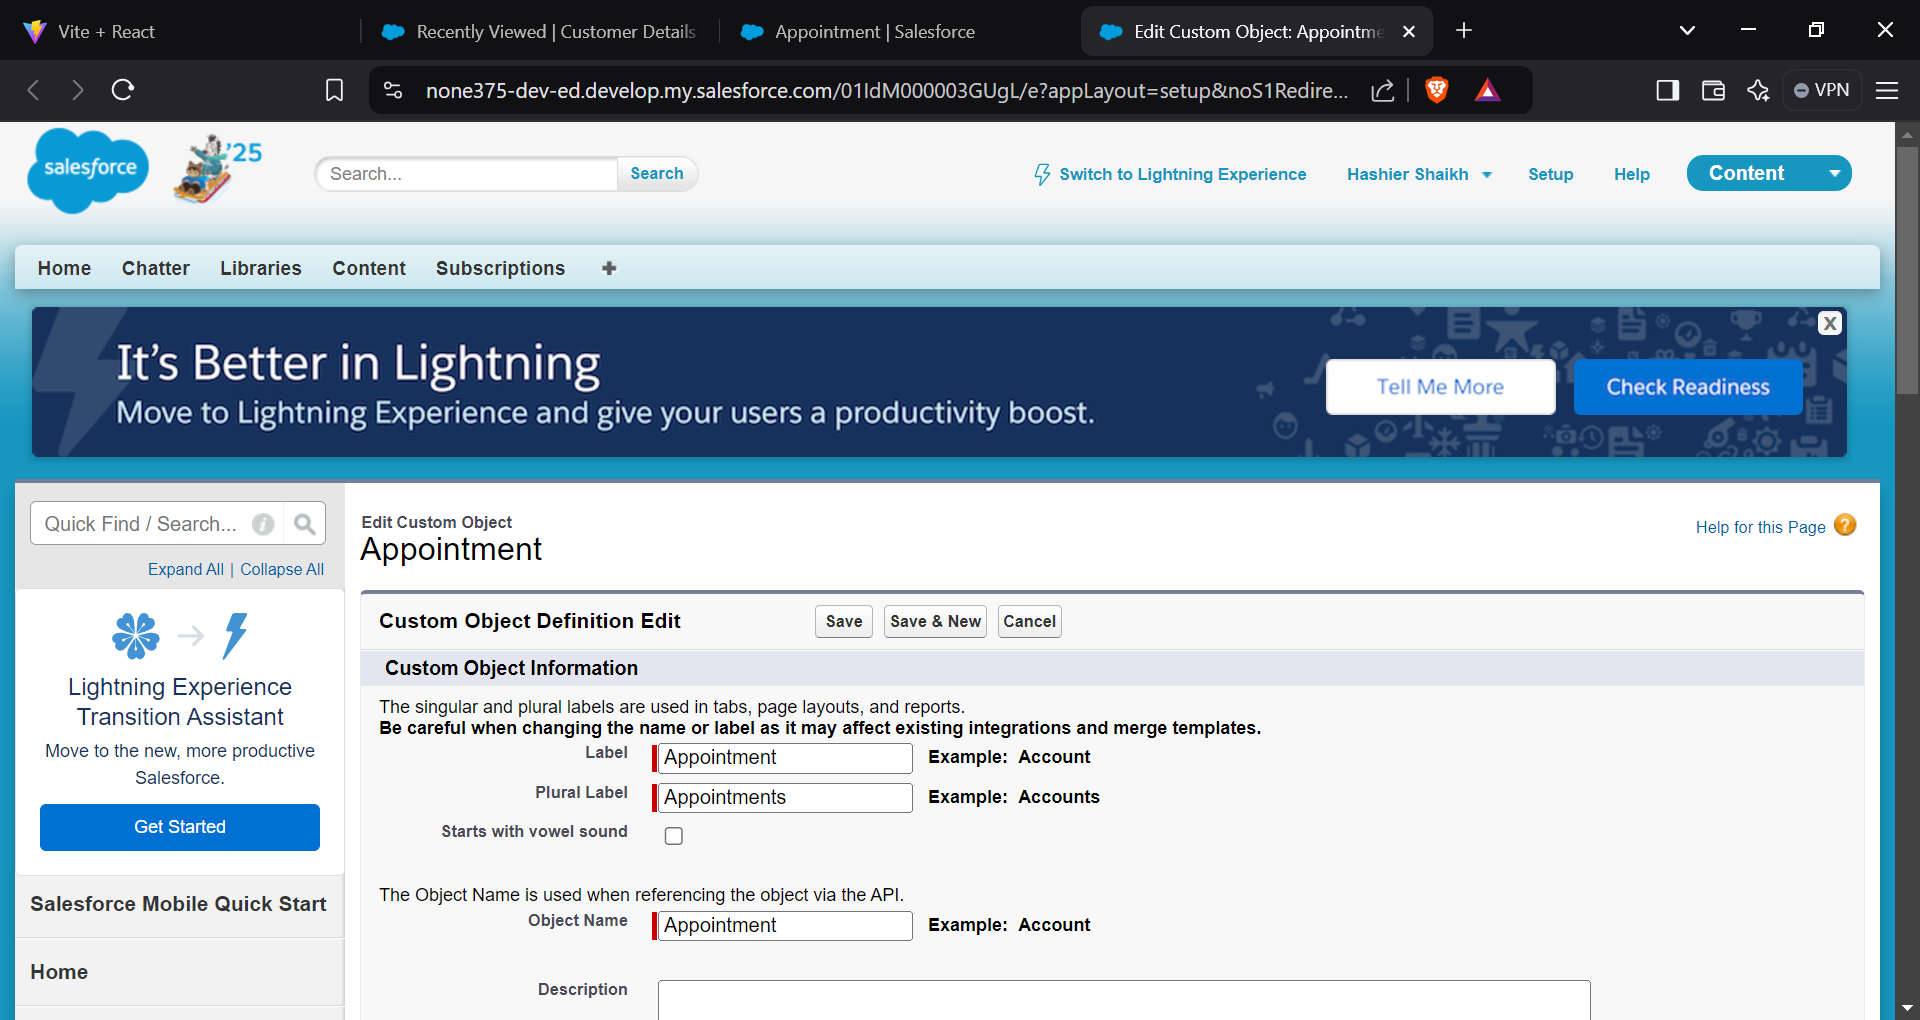 Vite + React
Recently Viewed | Customer Details
Appointment | Salesforce
Edit Custom Object: Appointme
none375-dev-ed.develop.my.salesforce.com/01IdM000003GUgL/e?appLayout=setup&noS1Redire...
VPN
salesforce
'25
Search...
Search
Switch to Lightning Experience
Hashier Shaikh
Setup
Help
Content
Home
Chatter
Libraries
Content
Subscriptions
It's Better in Lightning
Move to Lightning Experience and give your users a productivity boost.
Tell Me More
Check Readiness
X
Quick Find / Search...
Expand All | Collapse All
Lightning Experience
Transition Assistant
Move to the new, more productive
Salesforce.
Get Started
Salesforce Mobile Quick Start
Home
Edit Custom Object
Appointment
Help for this Page
Custom Object Definition Edit
Save
Save & New
Cancel
Custom Object Information
The singular and plural labels are used in tabs, page layouts, and reports.
Be careful when changing the name or label as it may affect existing integrations and merge templates.
Label
Appointment
Example: Account
Plural Label
Appointments
Example: Accounts
Starts with vowel sound
The Object Name is used when referencing the object via the API.
Object Name
Appointment
Example: Account
Description